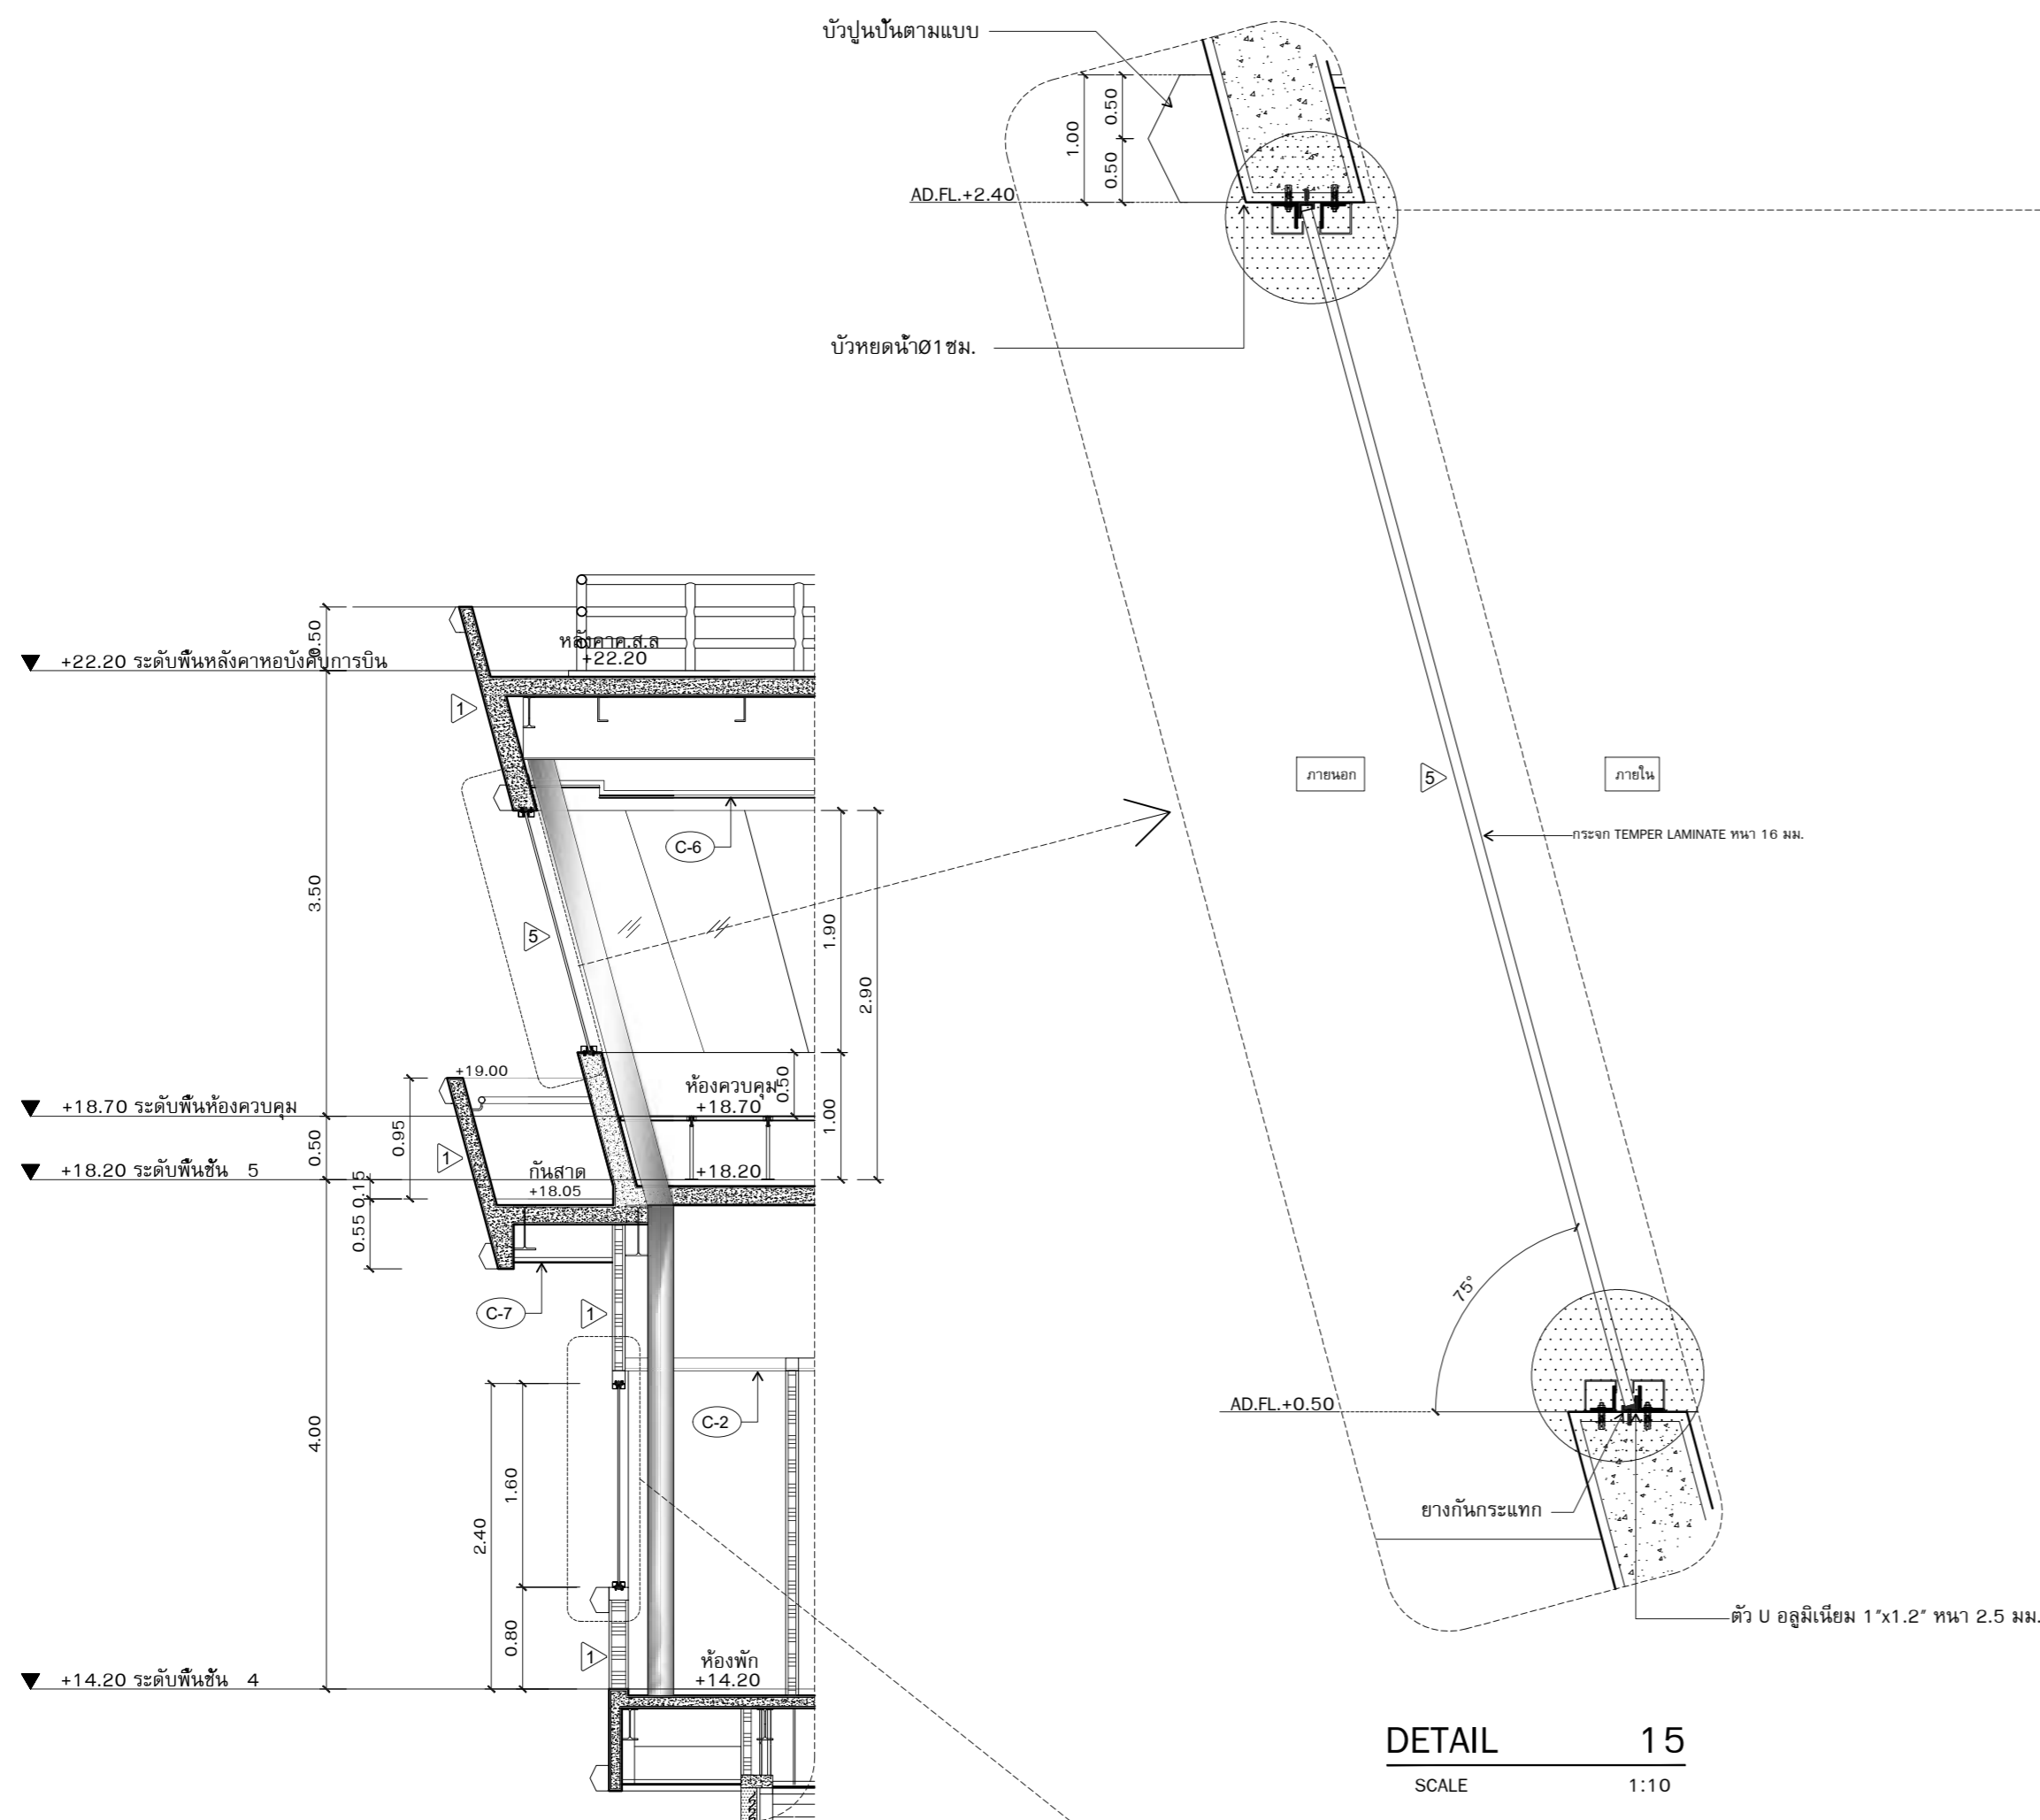 บัวปูนปั้นตามแบบ
1.00
0.50
0.50
AD.FL.+2.40
บัวหยดน้ำØ1ซม.
ภายนอก
5
ภายใน
กระจก TEMPER LAMINATE หนา 16 มม.
75°
AD.FL.+0.50
ยางกันกระแทก
ตัว U อลูมิเนียม 1"x1.2" หนา 2.5 มม.
DETAIL 15
SCALE 1:10
0.50
หลังคาค.ส.ล
+22.20
+22.20 ระดับพื้นหลังคาหอบังคับการบิน
1
C-6
3.50
5
1.90
2.90
+19.00
ห้องควบคุม
+18.70
0.50
+18.70 ระดับพื้นห้องควบคุม
0.50
0.95
1
1.00
+18.20 ระดับพื้นชั้น 5
กันสาด
+18.05
+18.20
0.15
0.55
C-7
1
C-2
4.00
2.40
1.60
0.80
1
ห้องพัก
+14.20
+14.20 ระดับพื้นชั้น 4